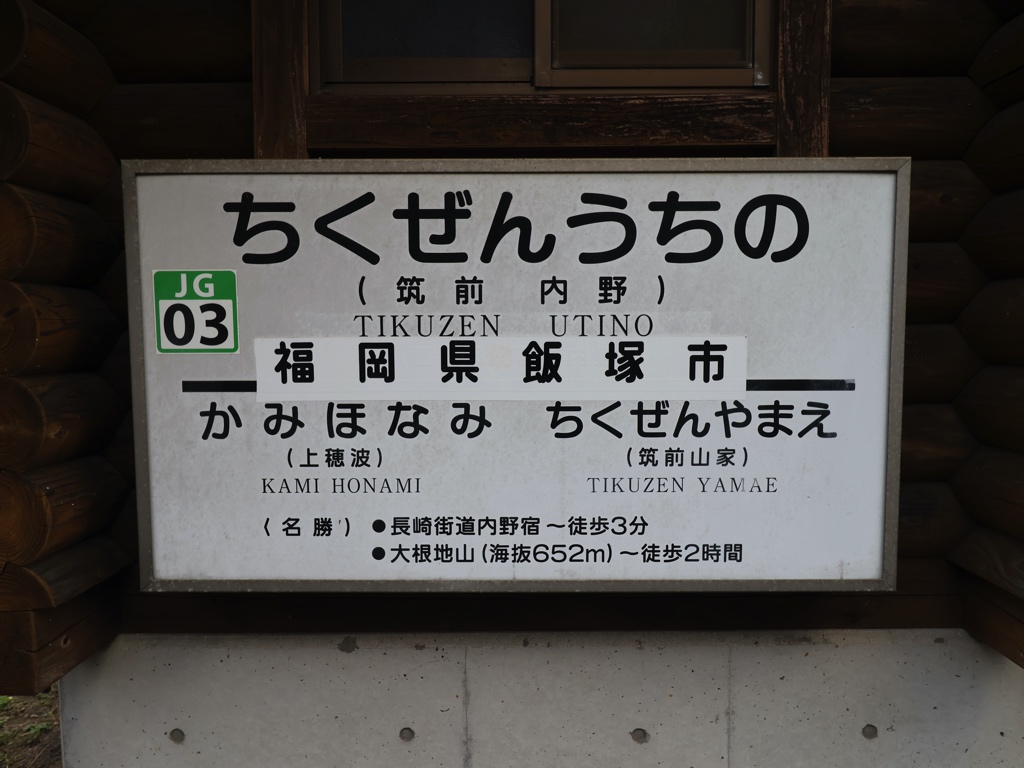 ちくぜんうちの
(筑前 内野)
JG
03
TIKUZEN UTINO
福岡県飯塚市
かみほなみ ちくぜんやまえ
(上穂波) (筑前山家)
KAMI HONAMI TIKUZEN YAMAE
〈名勝〉 ●長崎街道内野宿～徒歩3分
●大根地山(海抜652m)～徒歩2時間